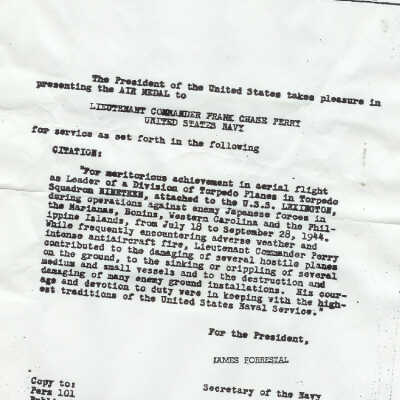 The President of the United States takes pleasure in
presenting the AIR MEDAL to
LIEUTENANT COMMANDER FRANK CHASE PERRY
UNITED STATES NAVY
for service as set forth in the following
CITATION:
"For meritorious achievement in aerial flight
as Leader of a Division of Torpedo Planes in Torpedo
Squadron NINETEEN, attached to the U.S.S. LEXINGTON,
during operations against enemy Japanese forces in
the Marianas, Bonins, Western Carolina and the Phil-
ippine Islands, from July 18 to September 28, 1944.
While frequently encountering adverse weather and
intense antiaircraft fire, Lieutenant Commander Perry
contributed to the damaging of several hostile planes
on the ground, to the sinking or crippling of several
medium and small vessels and to the destruction and
damaging of many enemy ground installations. His cour-
age and devotion to duty were in keeping with the high-
est traditions of the United States Naval Service."
For the President,
JAMES FORRESTAL
Secretary of the Navy
Copy to:
Pers 101